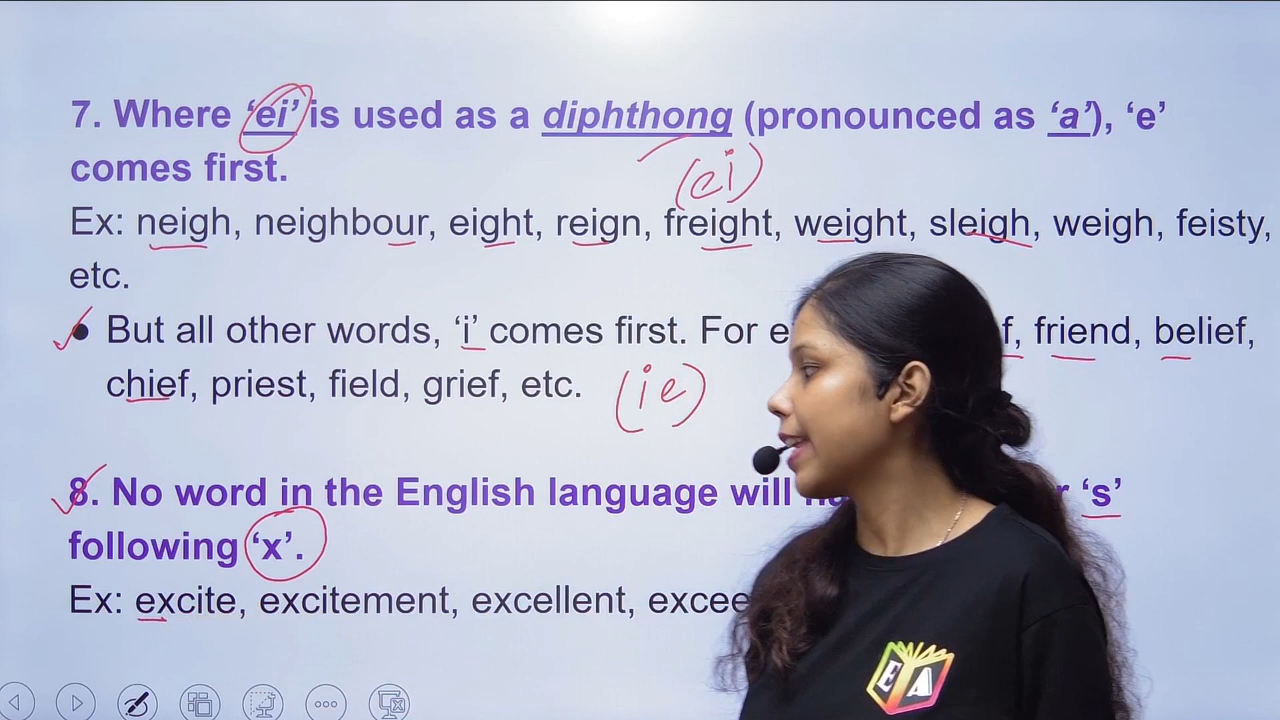 7. Where ‘ei’ is used as a diphthong (pronounced as ‘a’), ‘e’
comes first.
(ei)
Ex: neigh, neighbour, eight, reign, freight, weight, sleigh, weigh, feisty,
etc.
● But all other words, ‘i’ comes first. For friend, belief,
chief, priest, field, grief, etc. (ie)
8. No word in the English language will ‘s’
following ‘x’.
Ex: excite, excitement, excellent,
E A